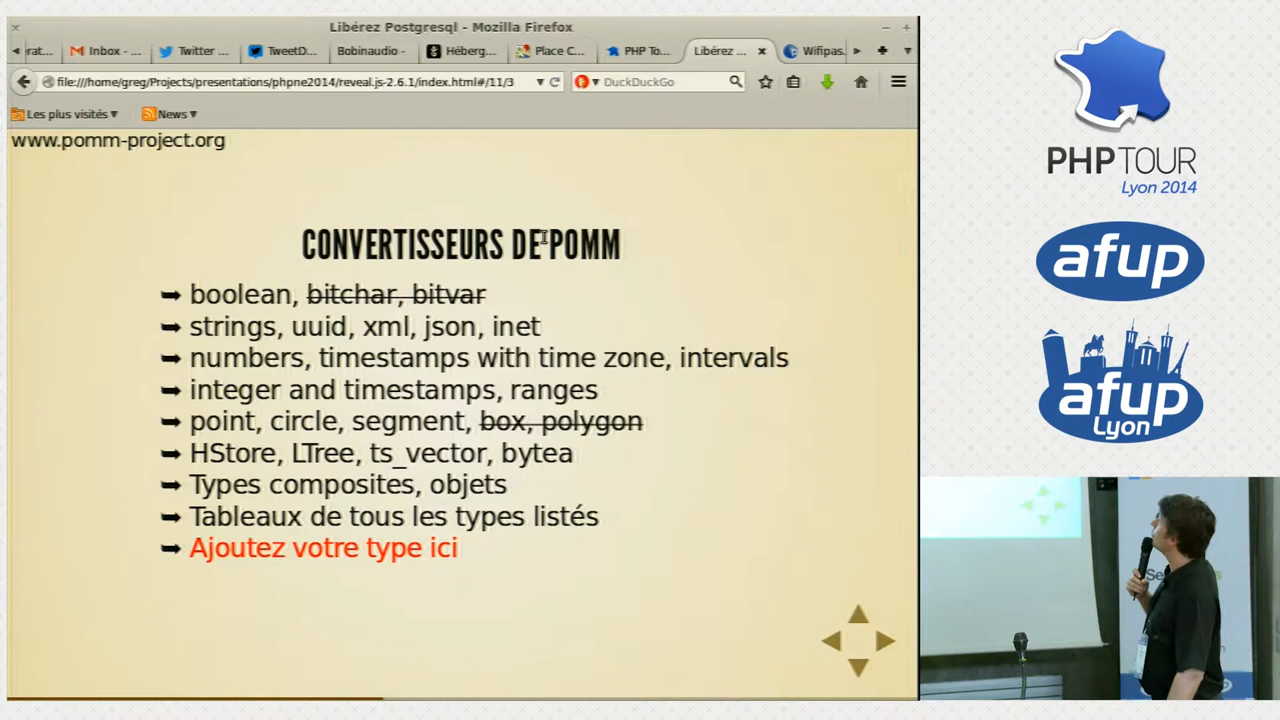 Libérez Postgresql - Mozilla Firefox
rat...
Inbox - ...
Twitter ...
TweetD...
Bobinaudio -
Héberg...
Place C...
PHP To...
Libérez ...
Wifipas.
file:///home/greg/Projects/presentations/phpne2014/reveal.js-2.6.1/index.html#/11/3
DuckDuckGo
Les plus visités
News
www.pomm-project.org
CONVERTISSEURS DE POMM
boolean, bitchar, bitvar
strings, uuid, xml, json, inet
numbers, timestamps with time zone, intervals
integer and timestamps, ranges
point, circle, segment, box, polygon
HStore, LTree, ts_vector, bytea
Types composites, objets
Tableaux de tous les types listés
Ajoutez votre type ici
PHP TOUR
Lyon 2014
afup
afup
Lyon